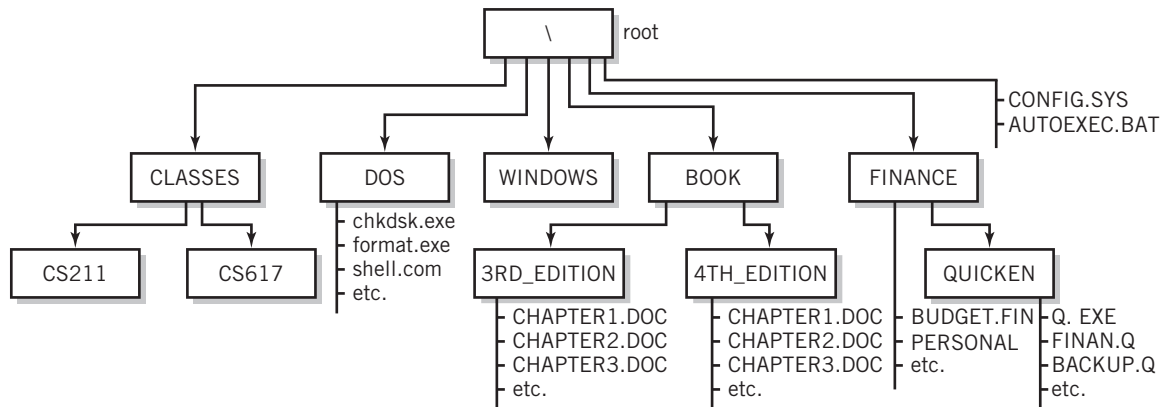 \ root
CONFIG.SYS
AUTOEXEC.BAT
CLASSES
DOS
WINDOWS
BOOK
FINANCE
chkdsk.exe
format.exe
shell.com
etc.
CS211
CS617
3RD_EDITION
4TH_EDITION
QUICKEN
CHAPTER1.DOC
CHAPTER2.DOC
CHAPTER3.DOC
etc.
CHAPTER1.DOC
CHAPTER2.DOC
CHAPTER3.DOC
etc.
BUDGET.FIN
PERSONAL
etc.
Q. EXE
FINAN.Q
BACKUP.Q
etc.